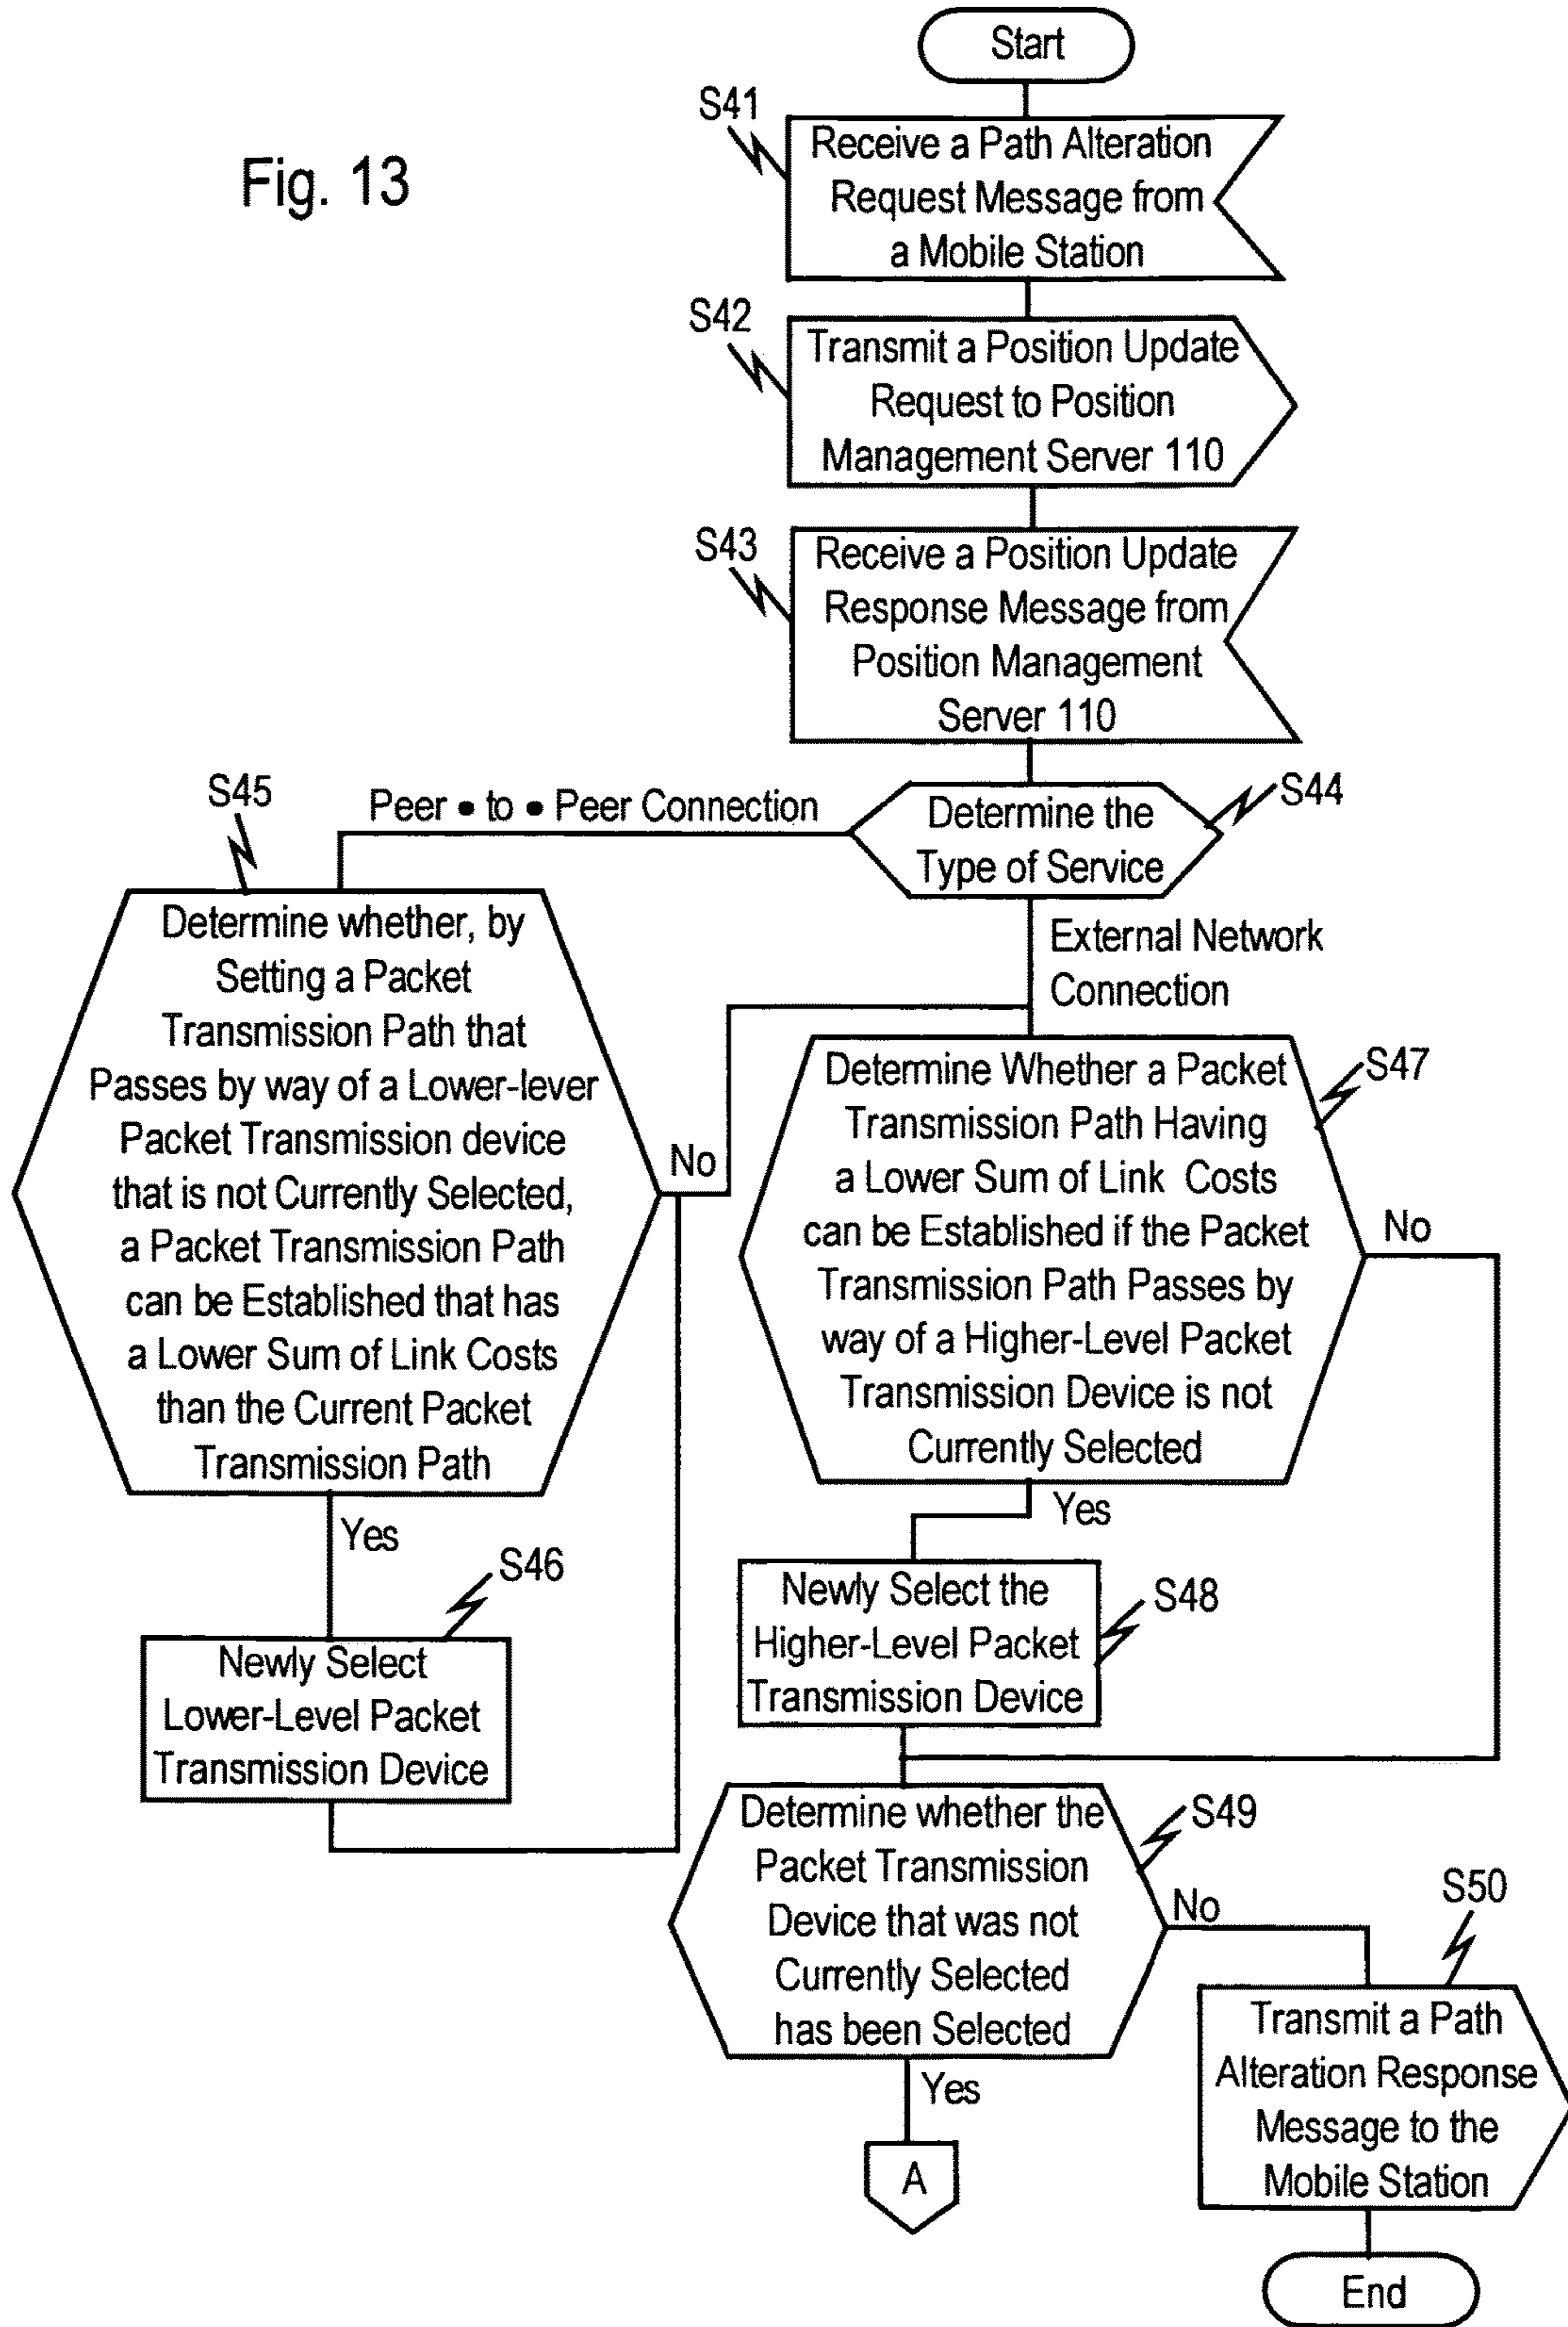 Fig. 13
Start
S41
Receive a Path Alteration
Request Message from
a Mobile Station
S42
Transmit a Position Update
Request to Position
Management Server 110
S43
Receive a Position Update
Response Message from
Position Management
Server 110
S44
Determine the
Type of Service
Peer • to • Peer Connection
External Network
Connection
S45
Determine whether, by
Setting a Packet
Transmission Path that
Passes by way of a Lower-lever
Packet Transmission device
that is not Currently Selected,
a Packet Transmission Path
can be Established that has
a Lower Sum of Link Costs
than the Current Packet
Transmission Path
No
Yes
S46
Newly Select
Lower-Level Packet
Transmission Device
S47
Determine Whether a Packet
Transmission Path Having
a Lower Sum of Link Costs
can be Established if the Packet
Transmission Path Passes by
way of a Higher-Level Packet
Transmission Device is not
Currently Selected
No
Yes
S48
Newly Select the
Higher-Level Packet
Transmission Device
S49
Determine whether the
Packet Transmission
Device that was not
Currently Selected
has been Selected
No
Yes
A
S50
Transmit a Path
Alteration Response
Message to the
Mobile Station
End